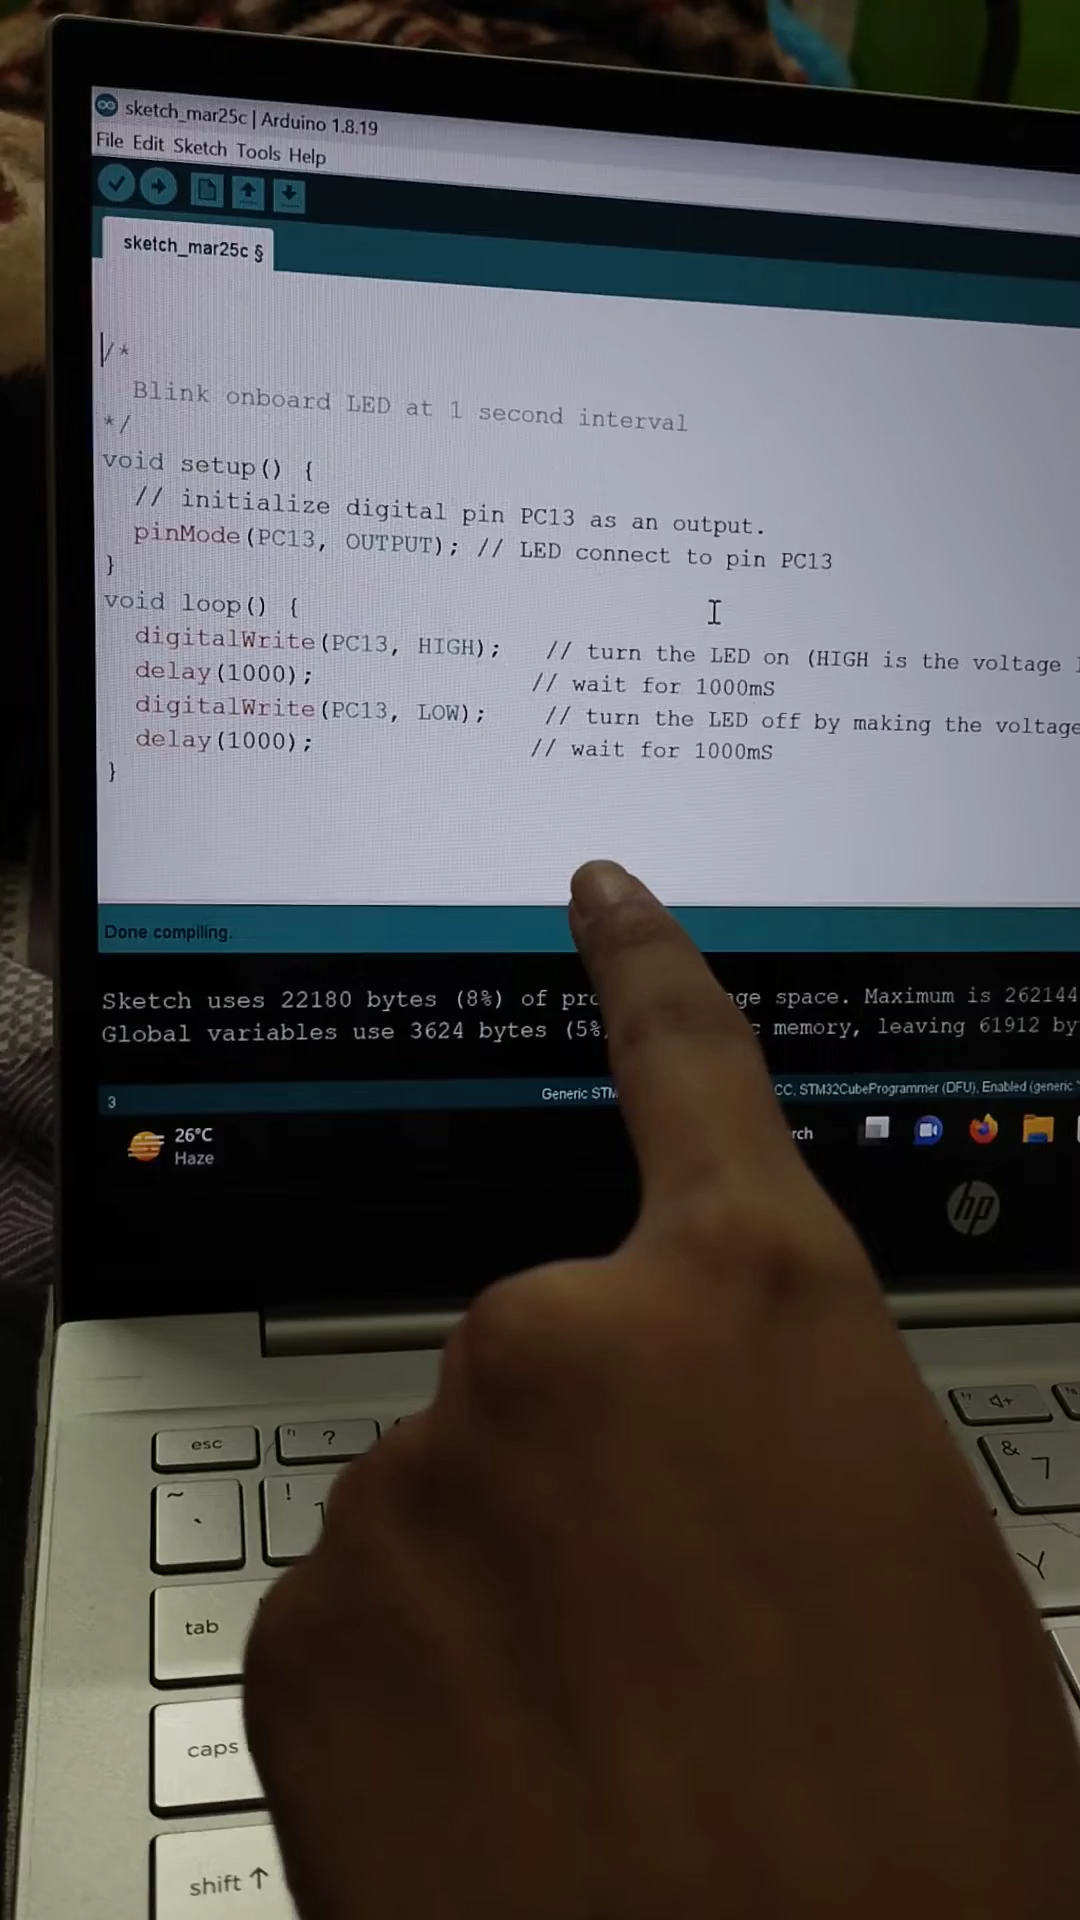 sketch_mar25c | Arduino 1.8.19
File Edit Sketch Tools Help
sketch_mar25c §
/*
Blink onboard LED at 1 second interval
*/
void setup() {
// initialize digital pin PC13 as an output.
pinMode(PC13, OUTPUT); // LED connect to pin PC13
}
void loop() {
digitalWrite(PC13, HIGH); // turn the LED on (HIGH is the voltage
delay(1000); // wait for 1000mS
digitalWrite(PC13, LOW); // turn the LED off by making the voltage
delay(1000); // wait for 1000mS
}
Done compiling.
Sketch uses 22180 bytes (8%) of space. Maximum is 262144
Global variables use 3624 bytes (5% memory, leaving 61912 by
3 Generic STM CC, STM32CubeProgrammer (DFU), Enabled (generic
26°C
Haze
rch
hp
esc
" ?
~ `
! 1
& 7
tab
Y
caps
shift ↑